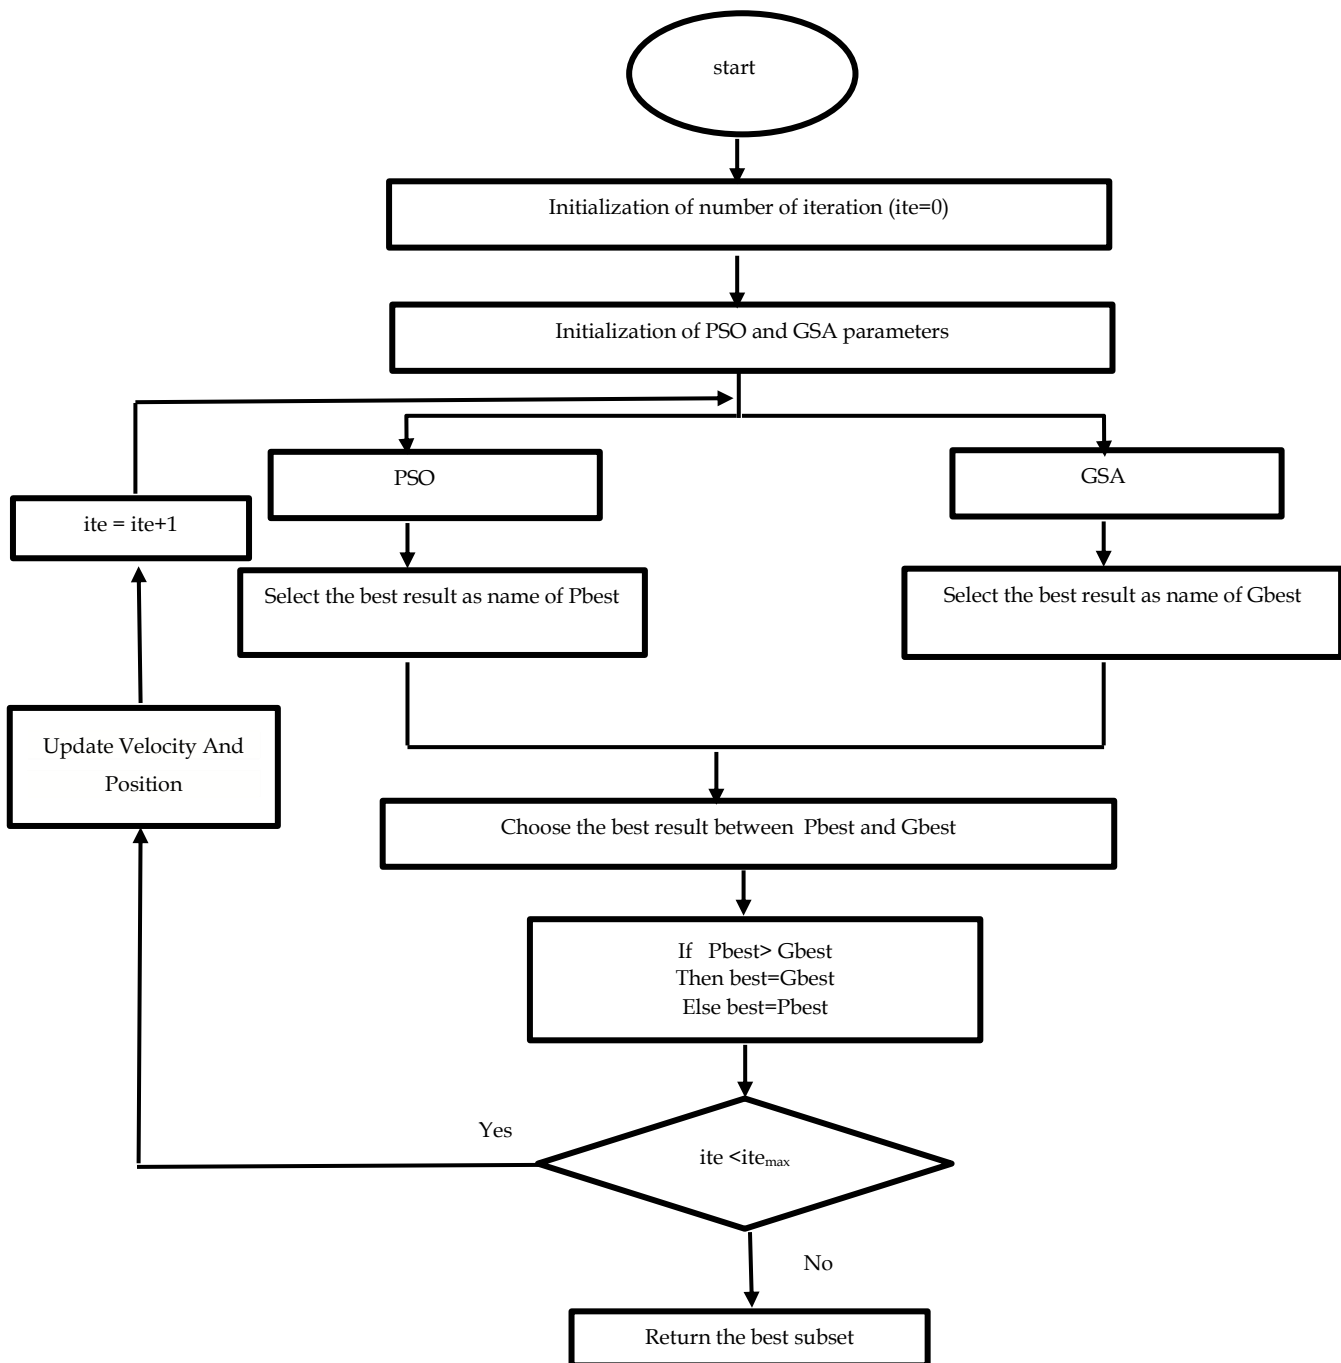 start
Initialization of number of iteration (ite=0)
Initialization of PSO and GSA parameters
PSO
GSA
ite = ite+1
Select the best result as name of Pbest
Select the best result as name of Gbest
Update Velocity And
Position
Choose the best result between Pbest and Gbest
If Pbest> Gbest
Then best=Gbest
Else best=Pbest
Yes
ite <ite_max
No
Return the best subset